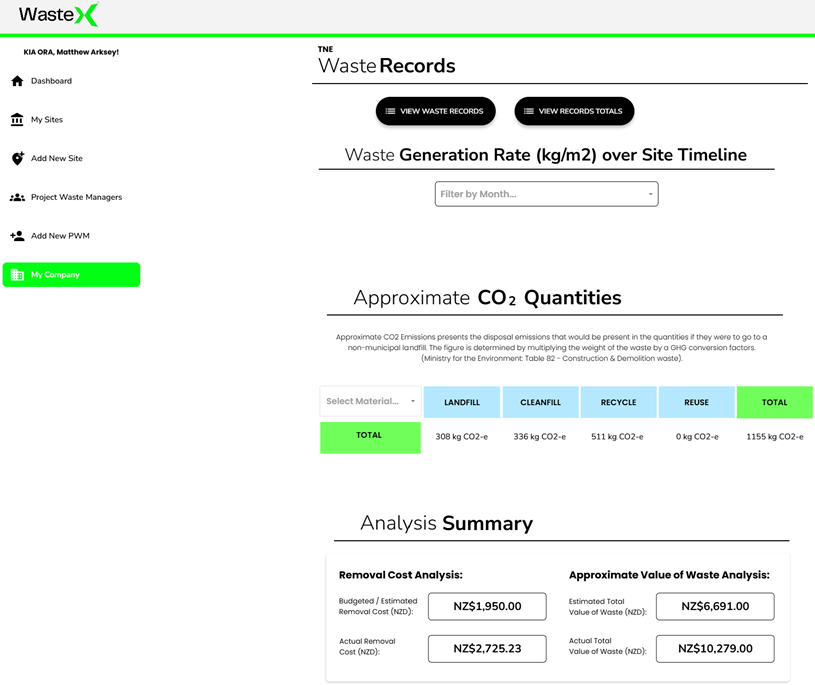 WasteX
KIA ORA, Matthew Arksey!
Dashboard
My Sites
Add New Site
Project Waste Managers
Add New PWM
My Company
TNE
Waste Records
VIEW WASTE RECORDS
VIEW RECORDS TOTALS
Waste Generation Rate (kg/m2) over Site Timeline
Filter by Month...
Approximate CO₂ Quantities
Approximate CO2 Emissions presents the disposal emissions that would be present in the quantities if they were to go to a
non-municipal landfill. The figure is determined by multiplying the weight of the waste by a GHG conversion factors.
(Ministry for the Environment: Table 82 - Construction & Demolition waste).
Select Material... LANDFILL CLEANFILL RECYCLE REUSE TOTAL
TOTAL 308 kg CO2-e 336 kg CO2-e 511 kg CO2-e 0 kg CO2-e 1155 kg CO2-e
Analysis Summary
Removal Cost Analysis:
Budgeted / Estimated
Removal Cost (NZD):
NZ$1,950.00
Actual Removal
Cost (NZD):
NZ$2,725.23
Approximate Value of Waste Analysis:
Estimated Total
Value of Waste (NZD):
NZ$6,691.00
Actual Total
Value of Waste (NZD):
NZ$10,279.00